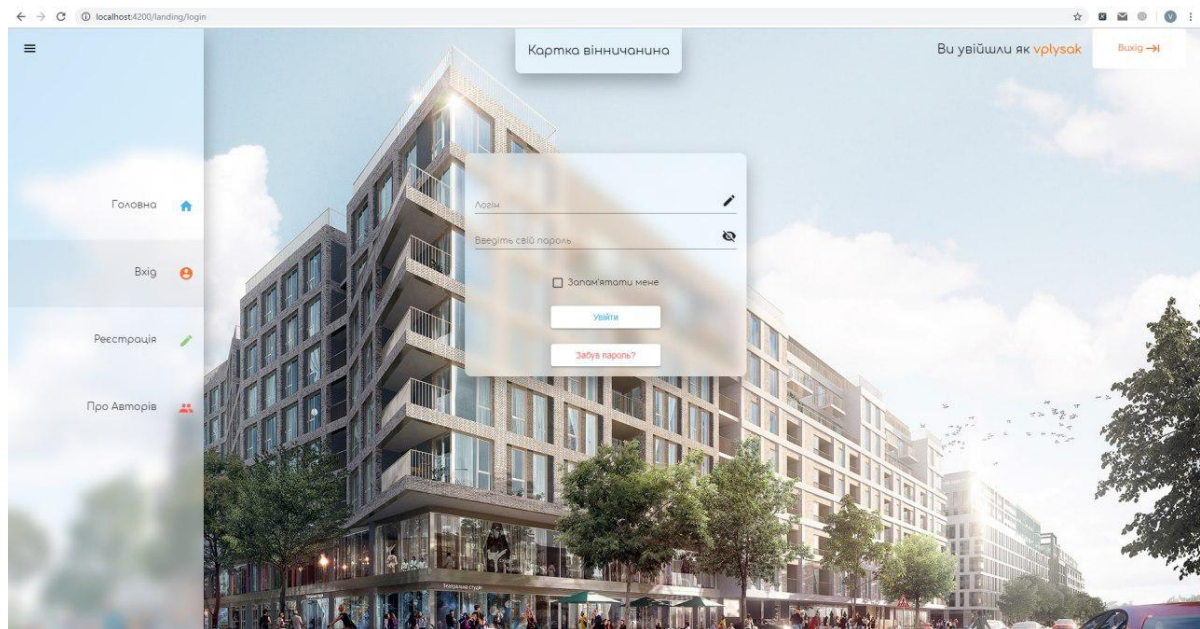 localhost:4200/landing/login
V
Картка вінничанина
Ви увійшли як vplysak
Вихід
Головна
Вхід
Реєстрація
Про Авторів
Логін
Введіть свій пароль
Запам'ятати мене
Увійти
Забув пароль?